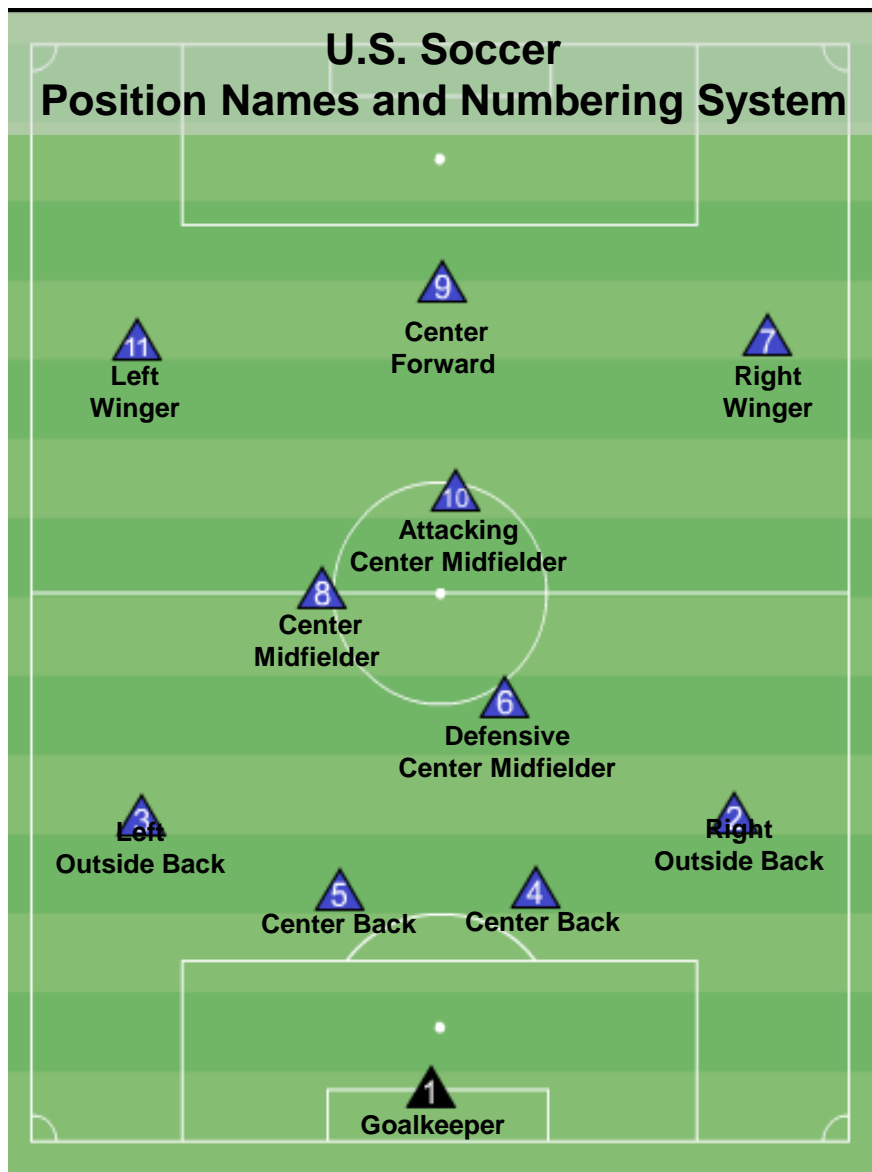 U.S. Soccer
Position Names and Numbering System
9
Center
Forward
11
Left
Winger
7
Right
Winger
10
Attacking
Center Midfielder
8
Center
Midfielder
6
Defensive
Center Midfielder
3
Left
Outside Back
2
Right
Outside Back
5
Center Back
4
Center Back
1
Goalkeeper